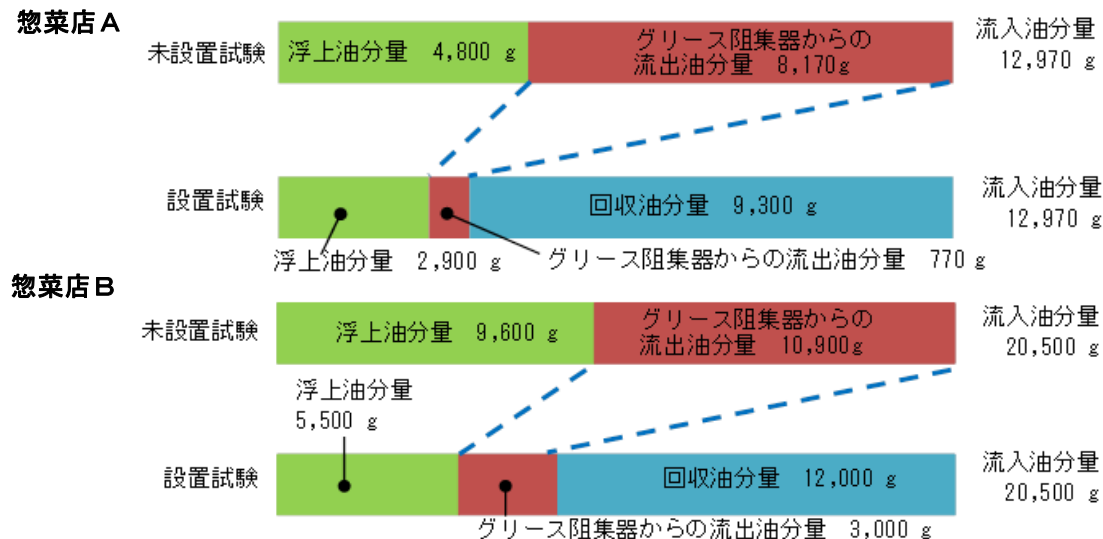 惣菜店A
未設置試験
浮上油分量 4,800 g
グリース阻集器からの
流出油分量 8,170g
流入油分量
12,970 g
設置試験
回収油分量 9,300 g
流入油分量
12,970 g
浮上油分量 2,900 g
グリース阻集器からの流出油分量 770 g
惣菜店B
未設置試験
浮上油分量 9,600 g
グリース阻集器からの
流出油分量 10,900g
流入油分量
20,500 g
浮上油分量
5,500 g
設置試験
回収油分量 12,000 g
流入油分量
20,500 g
グリース阻集器からの流出油分量 3,000 g